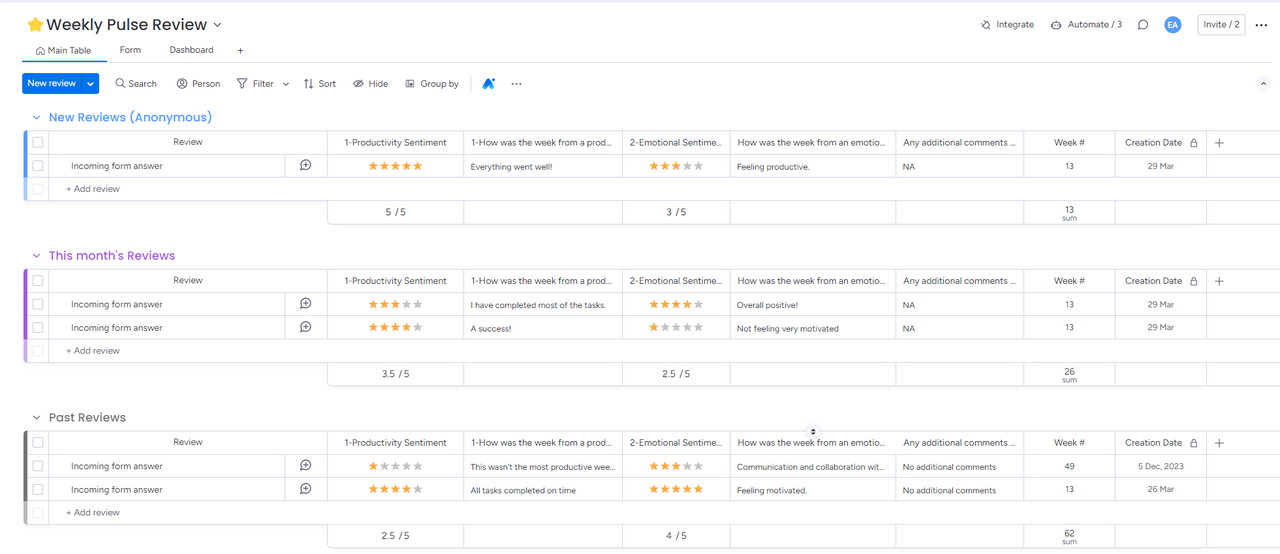 Weekly Pulse Review
Integrate Automate / 3 EA Invite / 2
Main Table Form Dashboard +
New review Search Person Filter Sort Hide Group by
New Reviews (Anonymous)
Review 1-Productivity Sentiment 1-How was the week from a prod... 2-Emotional Sentime... How was the week from an emotio... Any additional comments ... Week # Creation Date +
Incoming form answer Everything went well! Feeling productive. NA 13 29 Mar
+ Add review
5 / 5 3 / 5 13
sum
This month's Reviews
Review 1-Productivity Sentiment 1-How was the week from a prod... 2-Emotional Sentime... How was the week from an emotio... Any additional comments ... Week # Creation Date +
Incoming form answer I have completed most of the tasks. Overall positive! NA 13 29 Mar
Incoming form answer A success! Not feeling very motivated NA 13 29 Mar
+ Add review
3.5 / 5 2.5 / 5 26
sum
Past Reviews
Review 1-Productivity Sentiment 1-How was the week from a prod... 2-Emotional Sentime... How was the week from an emotio... Any additional comments ... Week # Creation Date +
Incoming form answer This wasn't the most productive wee... Communication and collaboration wit... No additional comments 49 5 Dec, 2023
Incoming form answer All tasks completed on time Feeling motivated. No additional comments 13 26 Mar
+ Add review
2.5 / 5 4 / 5 62
sum